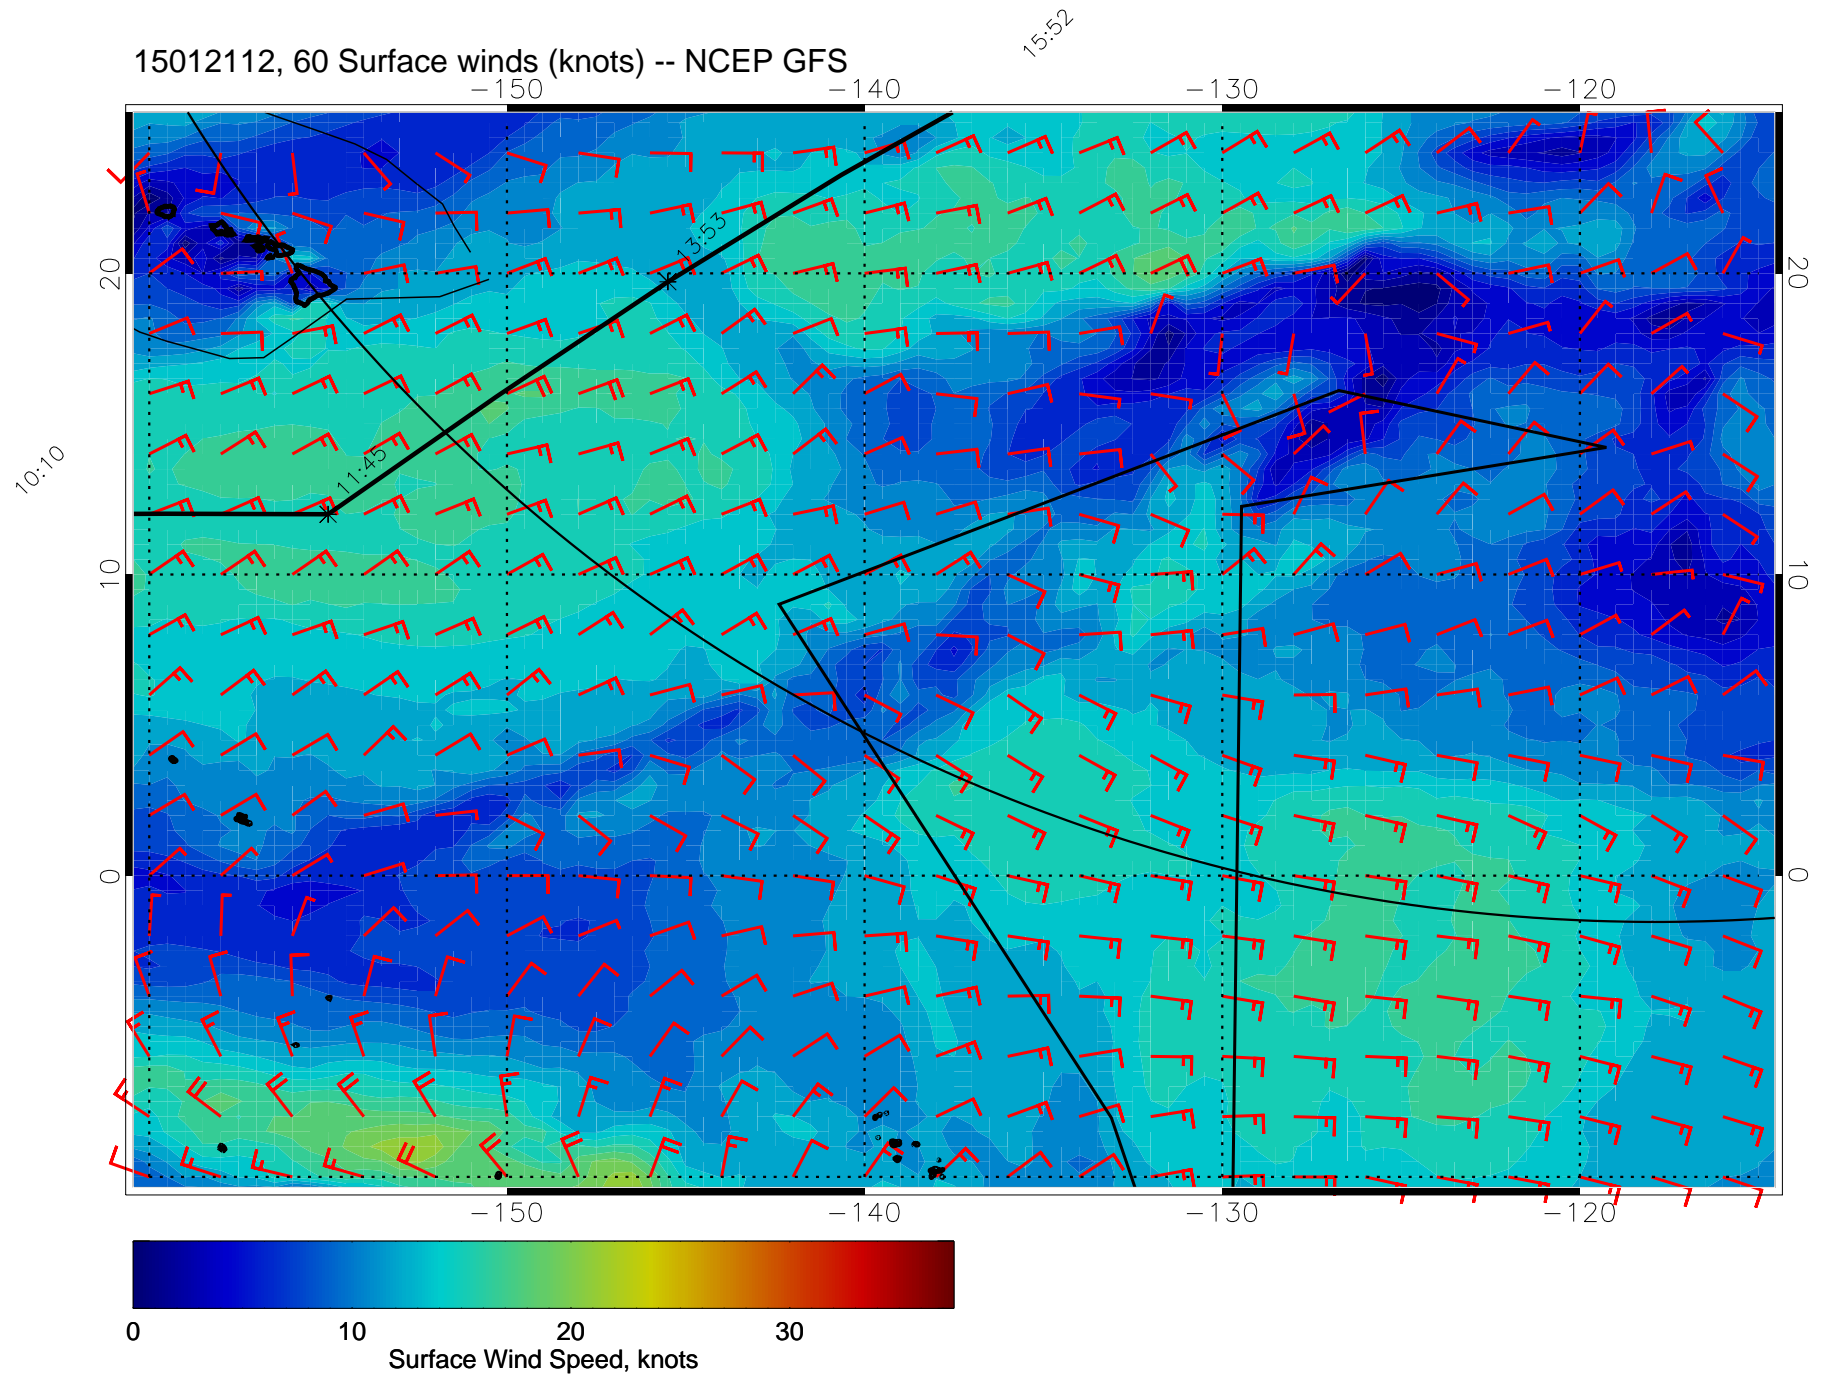 15:52
15012112, 60 Surface winds (knots) -- NCEP GFS
−150 −140 −130 −120
13:53
20 20
11:45
10:10
10 10
0 0
−150 −140 −130 −120
0 10 20 30
Surface Wind Speed, knots